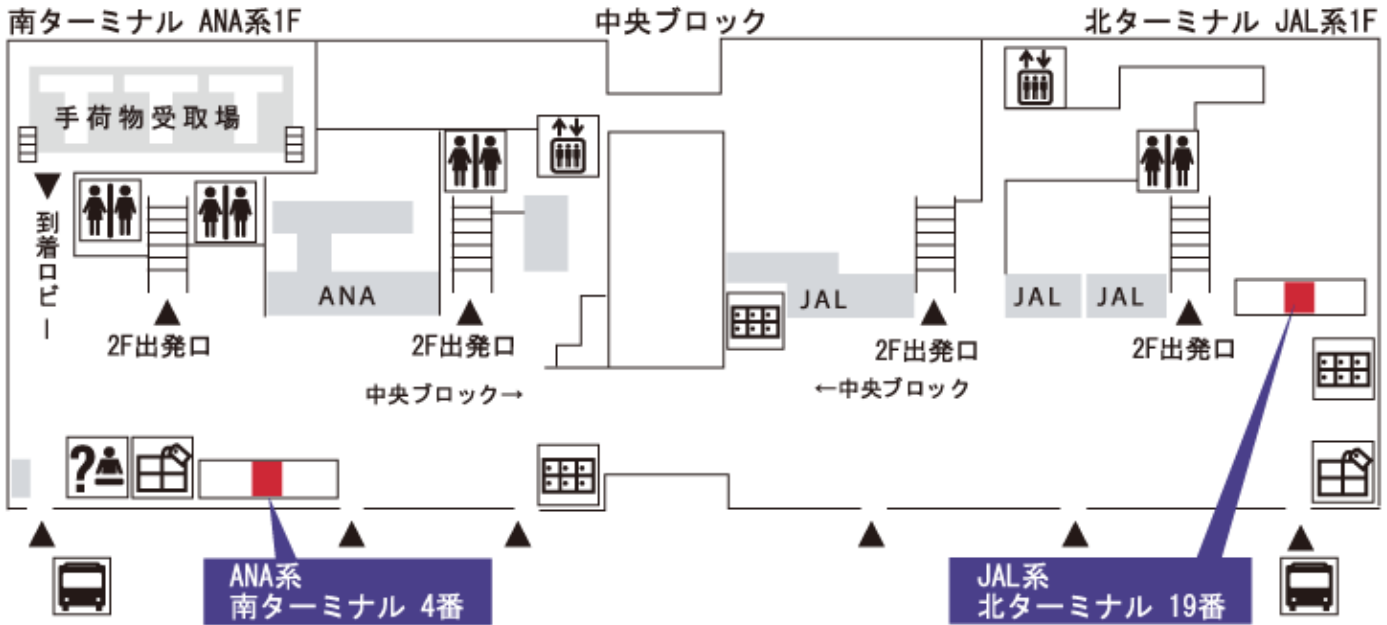 南ターミナル ANA系1F
中央ブロック
北ターミナル JAL系1F
手荷物受取場
到着ロビー
ANA
JAL
JAL
JAL
2F出発口
2F出発口
2F出発口
2F出発口
中央ブロック→
←中央ブロック
?
ANA系
南ターミナル 4番
JAL系
北ターミナル 19番